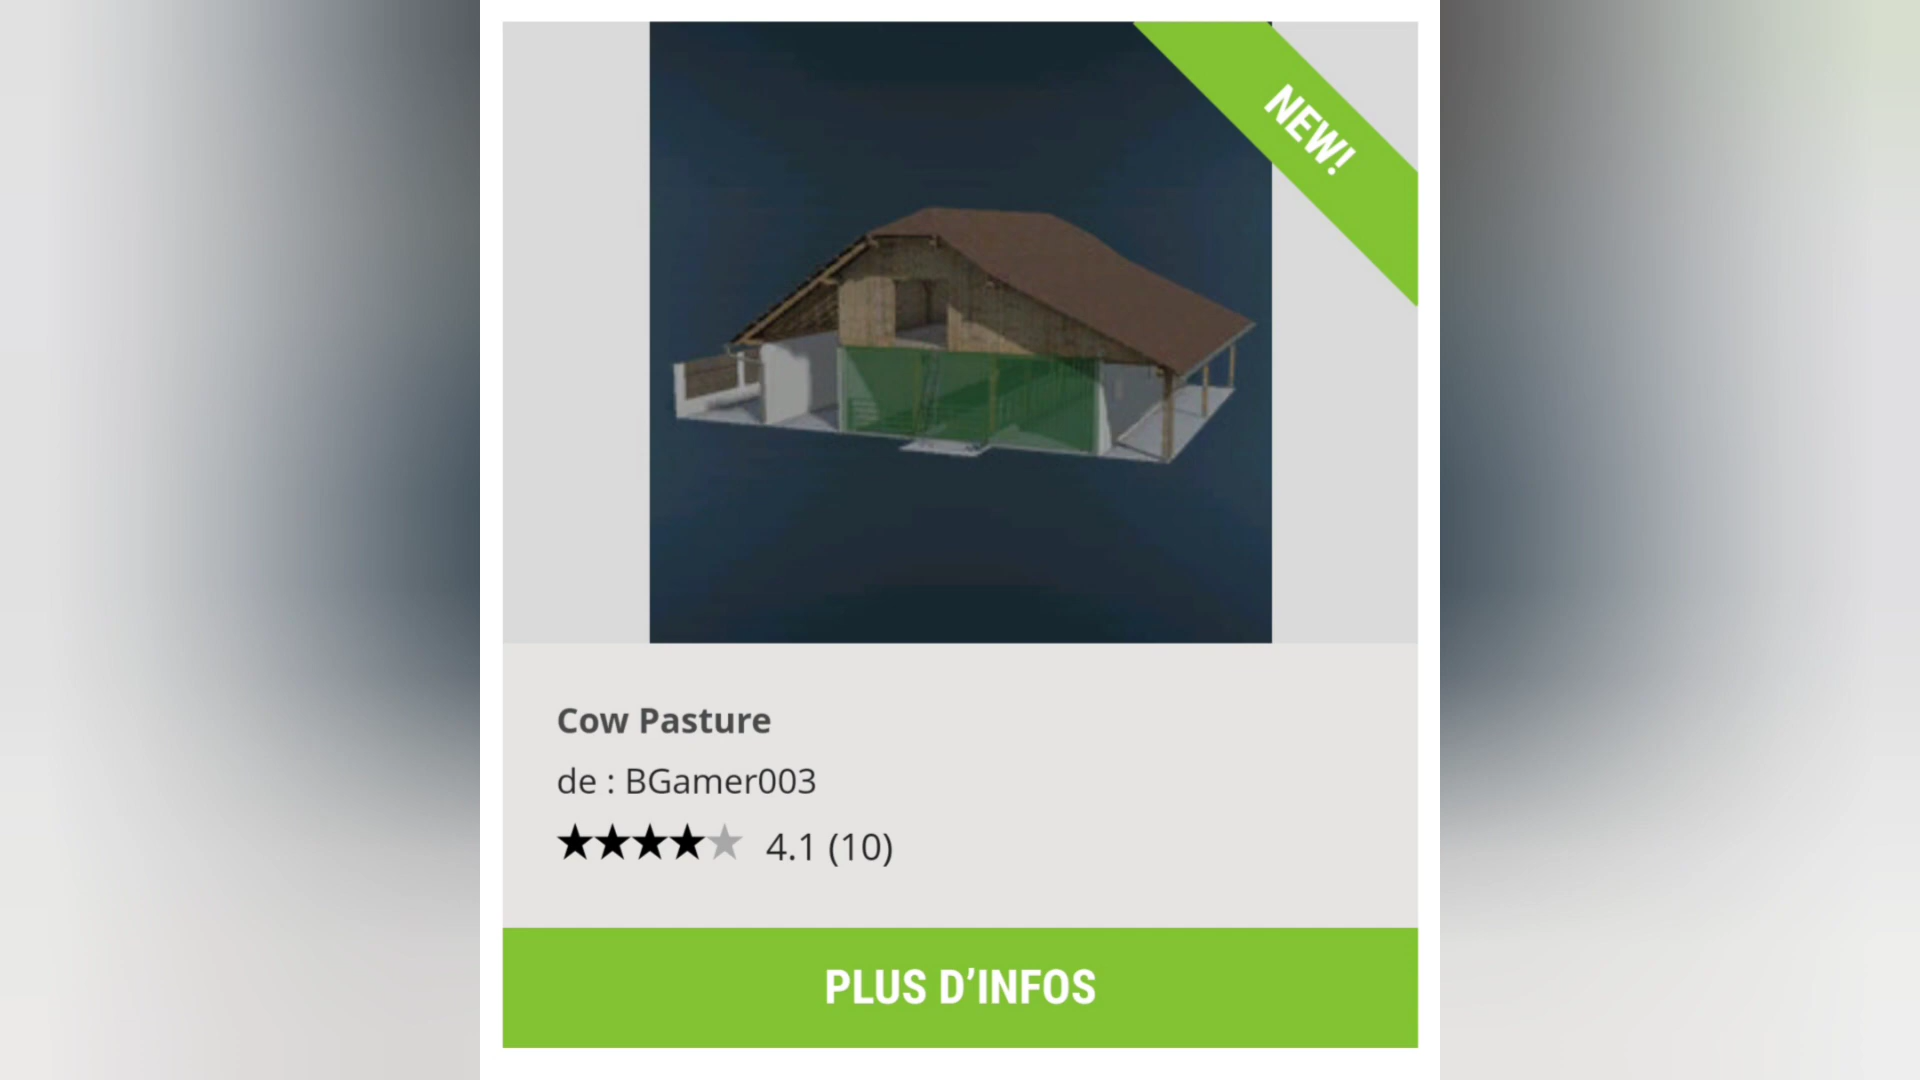 NEW!
Cow Pasture
de : BGamer003
4.1 (10)
PLUS D’INFOS